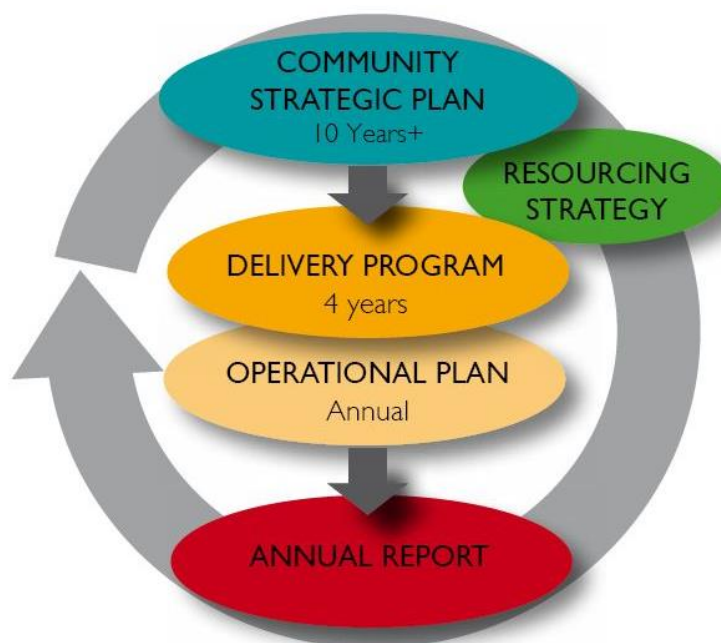 COMMUNITY
STRATEGIC PLAN
10 Years+
RESOURCING
STRATEGY
DELIVERY PROGRAM
4 years
OPERATIONAL PLAN
Annual
ANNUAL REPORT